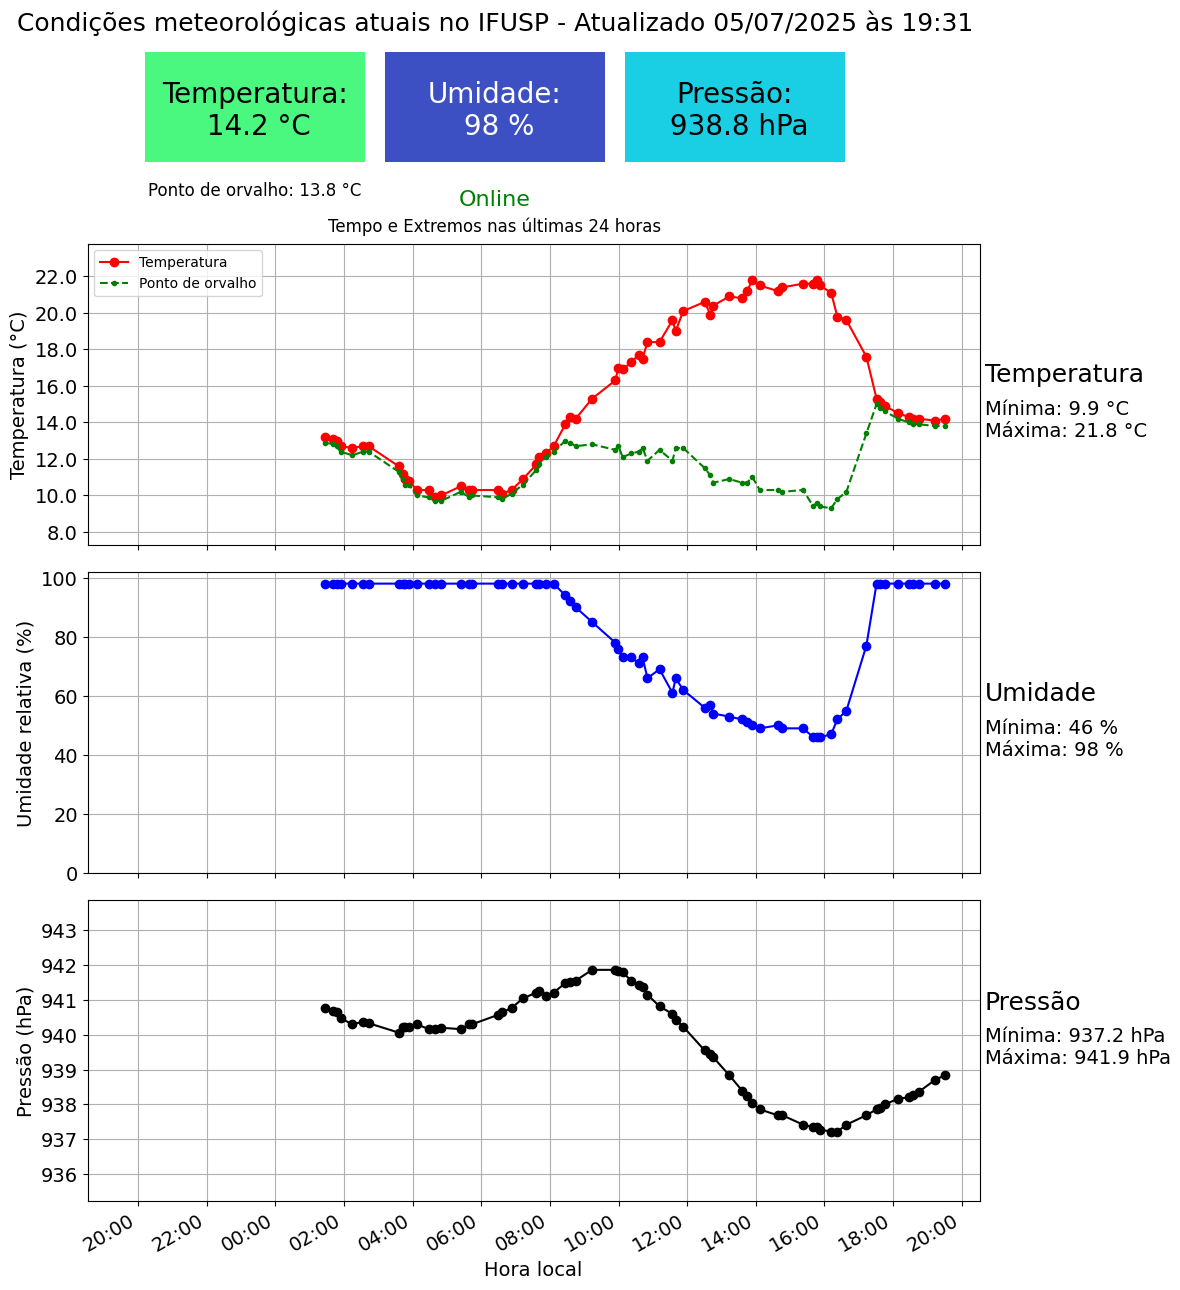 Condições meteorológicas atuais no IFUSP - Atualizado 05/07/2025 às 19:31
Temperatura:
14.2 °C
Umidade:
98 %
Pressão:
938.8 hPa
Ponto de orvalho: 13.8 °C
Online
Tempo e Extremos nas últimas 24 horas
Temperatura
Ponto de orvalho
Temperatura (°C)
22.0
20.0
18.0
16.0
14.0
12.0
10.0
8.0
Temperatura
Mínima: 9.9 °C
Máxima: 21.8 °C
Umidade relativa (%)
100
80
60
40
20
0
Umidade
Mínima: 46 %
Máxima: 98 %
Pressão (hPa)
943
942
941
940
939
938
937
936
Pressão
Mínima: 937.2 hPa
Máxima: 941.9 hPa
20:00 22:00 00:00 02:00 04:00 06:00 08:00 10:00 12:00 14:00 16:00 18:00 20:00
Hora local